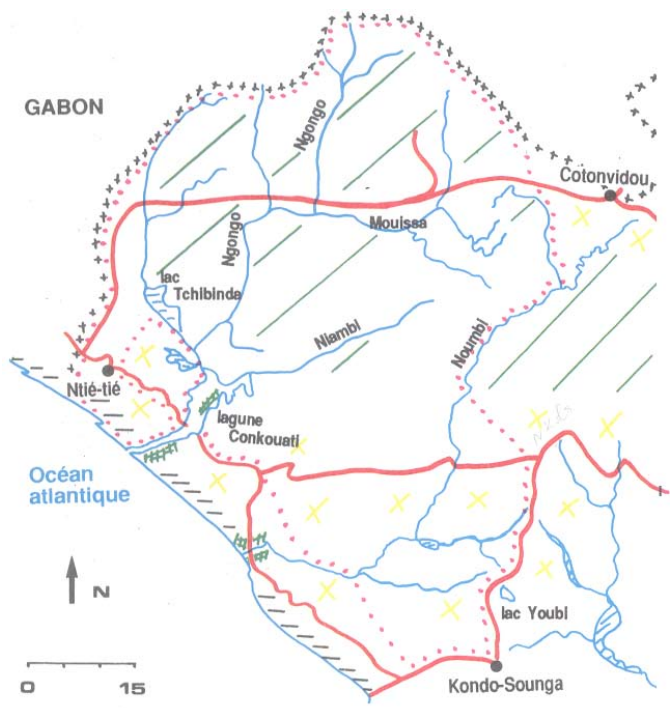 GABON
Ngongo
Cotonvidou
Mouissa
Ngongo
lac
Tchibinda
Niambi
Noumbi
Ntié-tié
lagune
Conkouati
Océan
atlantique
N
lac Youbi
Kondo-Sounga
0 15